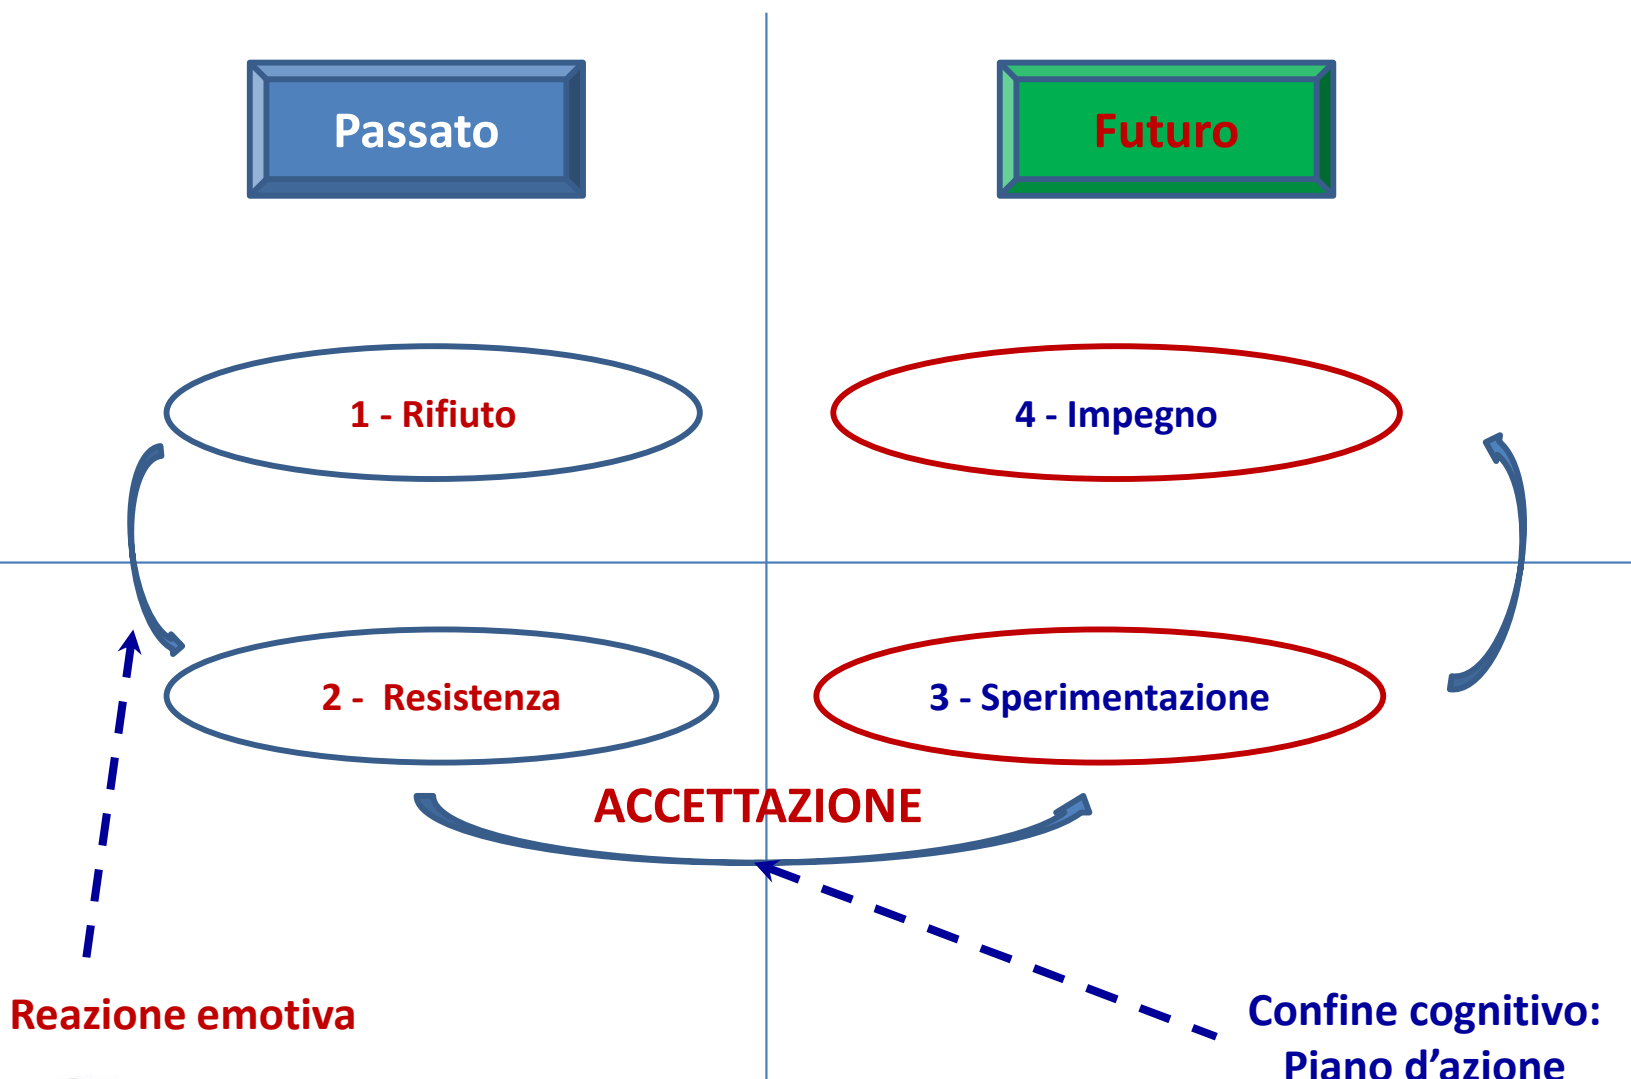 Passato
Futuro
1 - Rifiuto
4 - Impegno
2 - Resistenza
3 - Sperimentazione
ACCETTAZIONE
Reazione emotiva
Confine cognitivo:
Piano d’azione